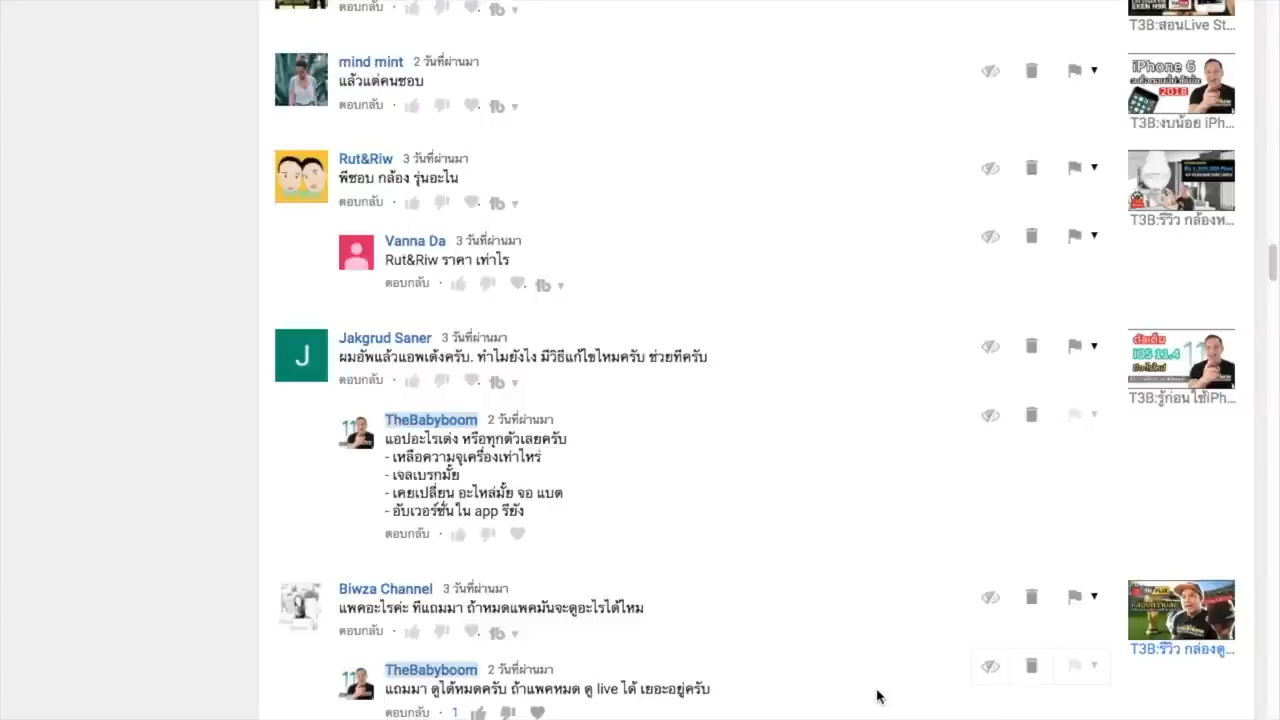 ตอบกลับ ·
T3B:สอนLive St...
mind mint 2 วันที่ผ่านมา
แล้วแต่คนชอบ
ตอบกลับ ·
iPhone 6
2018
T3B:งบน้อย iPh...
Rut&Riw 3 วันที่ผ่านมา
พีชอบ กล้อง รุ่นอะไน
ตอบกลับ ·
T3B:รีวิว กล้องห...
Vanna Da 3 วันที่ผ่านมา
Rut&Riw ราคา เท่าไร
ตอบกลับ ·
J
Jakgrud Saner 3 วันที่ผ่านมา
ผมอัพแล้วแอพเด้งครับ. ทำไมยังไง มีวิธีแก้ไขไหมครับ ช่วยทีครับ
ตอบกลับ ·
ตัวเต็ม
iOS 11.4
มีอะไรใหม่
T3B:รู้ก่อนใช้iPh...
TheBabyboom 2 วันที่ผ่านมา
แอปอะไรเด่ง หรือทุกตัวเลยครับ
- เหลือความจุเครื่องเท่าไหร่
- เจลเบรกมั้ย
- เคยเปลี่ยน อะไหล่มั้ย จอ แบต
- อับเวอร์ชั่น ใน app รึยัง
ตอบกลับ ·
Biwza Channel 3 วันที่ผ่านมา
แพคอะไรค่ะ ทีแถมมา ถ้าหมดแพคมันจะดูอะไรได้ใหม
ตอบกลับ ·
T3B:รีวิว กล่องดู...
TheBabyboom 2 วันที่ผ่านมา
แถมมา ดูได้หมดครับ ถ้าแพคหมด ดู live ได้ เยอะอยู่ครับ
ตอบกลับ · 1